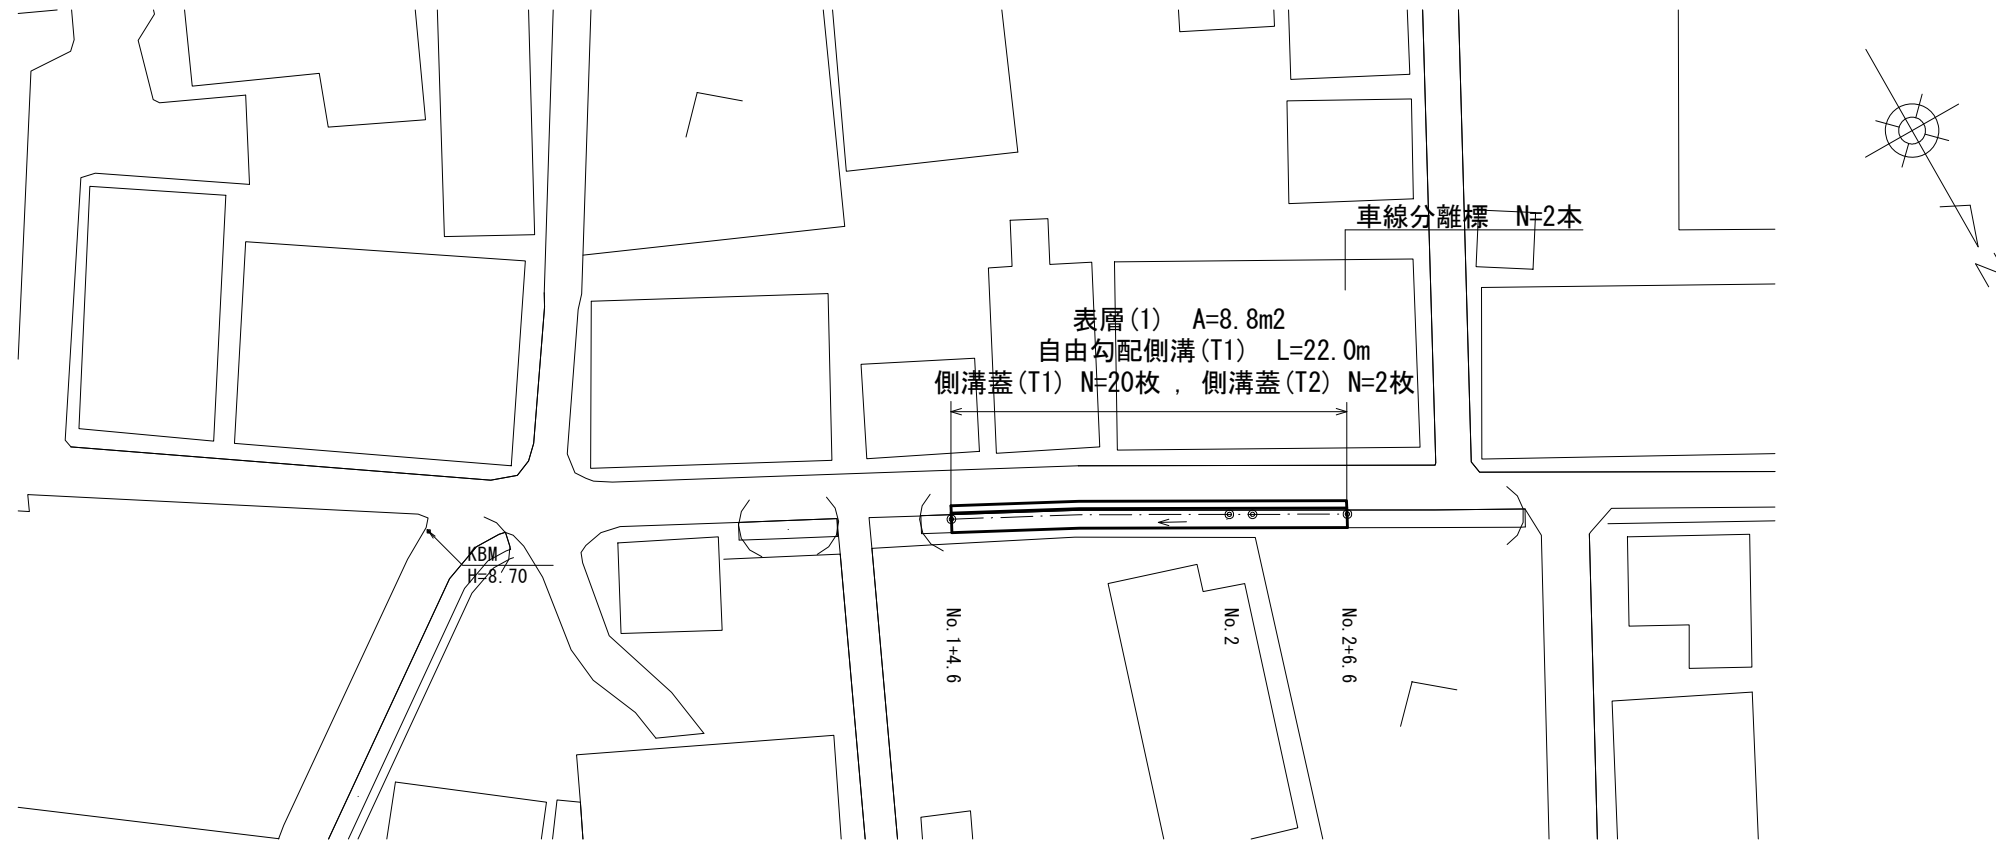 車線分離標　N=2本
表層(1)　A=8.8m2
自由勾配側溝(T1)　L=22.0m
側溝蓋(T1) N=20枚 , 側溝蓋(T2) N=2枚
KBM
H=8.70
No.1+4.6
No.2
No.2+6.6